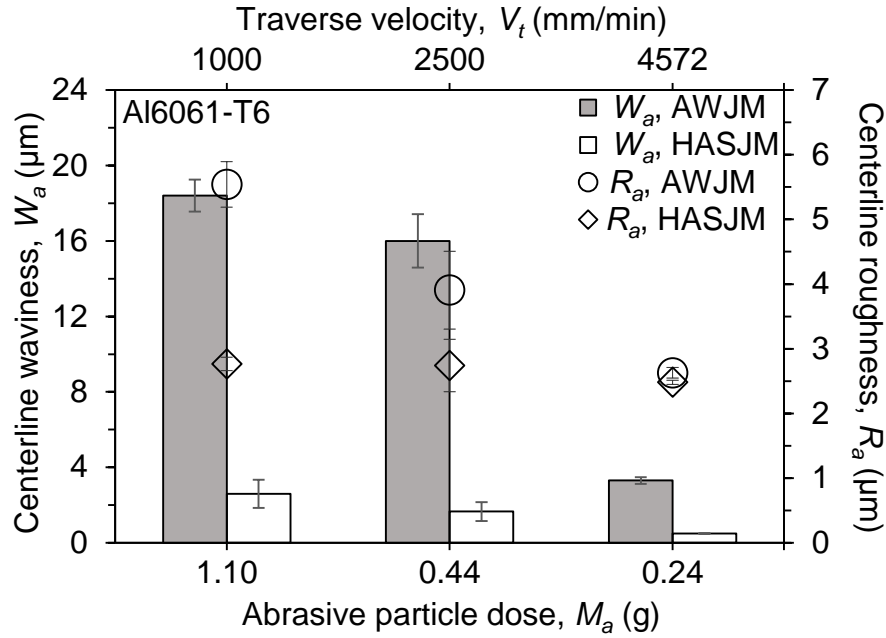 Traverse velocity, Vt (mm/min)
1000 2500 4572
24 7
Al6061-T6
Wa, AWJM
Wa, HASJM
Ra, AWJM
Ra, HASJM
20 6
16 5
12 4
8 3
4 2
0 1
0
Centerline waviness, Wa (µm)
Centerline roughness, Ra (µm)
1.10 0.44 0.24
Abrasive particle dose, Ma (g)